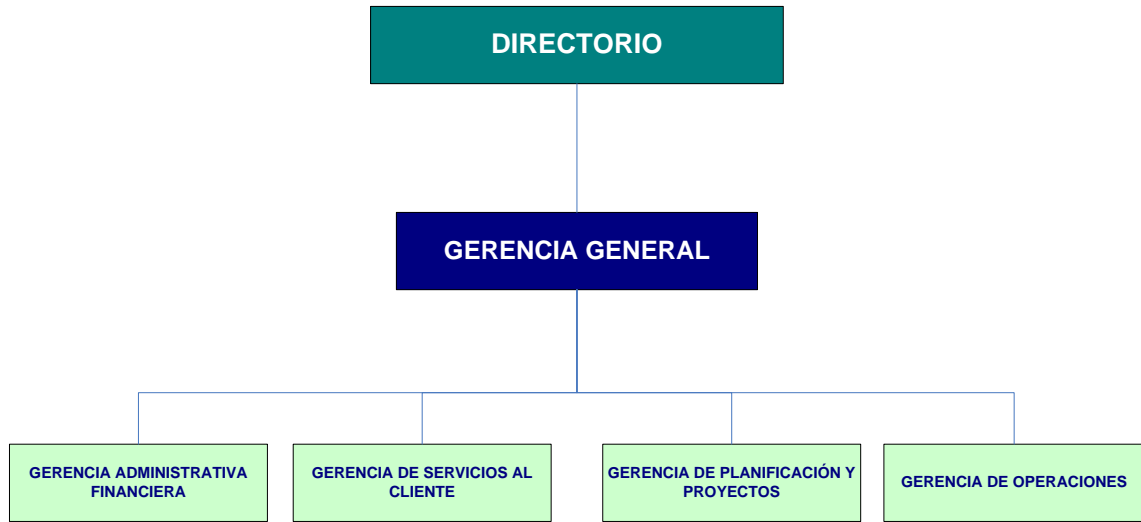 DIRECTORIO
GERENCIA GENERAL
GERENCIA ADMINISTRATIVA
FINANCIERA
GERENCIA DE SERVICIOS AL
CLIENTE
GERENCIA DE PLANIFICACIÓN Y
PROYECTOS
GERENCIA DE OPERACIONES